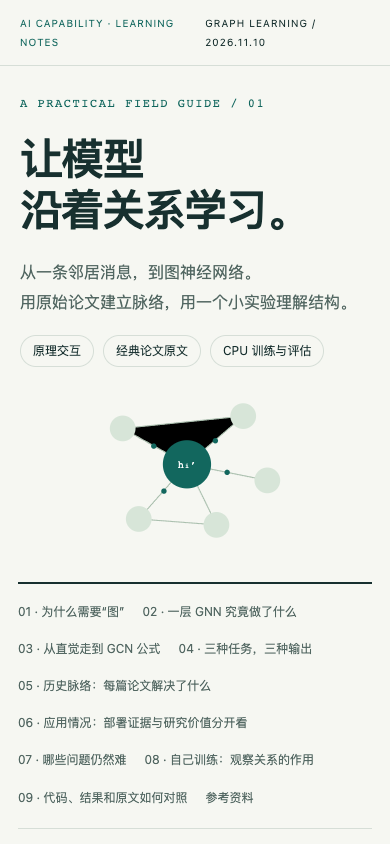 AI CAPABILITY · LEARNING NOTES
GRAPH LEARNING / 2026.11.10
A PRACTICAL FIELD GUIDE / 01
让模型
沿着关系学习。
从一条邻居消息，到图神经网络。
用原始论文建立脉络，用一个小实验理解结构。
原理交互
经典论文原文
CPU 训练与评估
hᵢ′
01 · 为什么需要“图”
02 · 一层 GNN 究竟做了什么
03 · 从直觉走到 GCN 公式
04 · 三种任务，三种输出
05 · 历史脉络：每篇论文解决了什么
06 · 应用情况：部署证据与研究价值分开看
07 · 哪些问题仍然难
08 · 自己训练：观察关系的作用
09 · 代码、结果和原文如何对照
参考资料